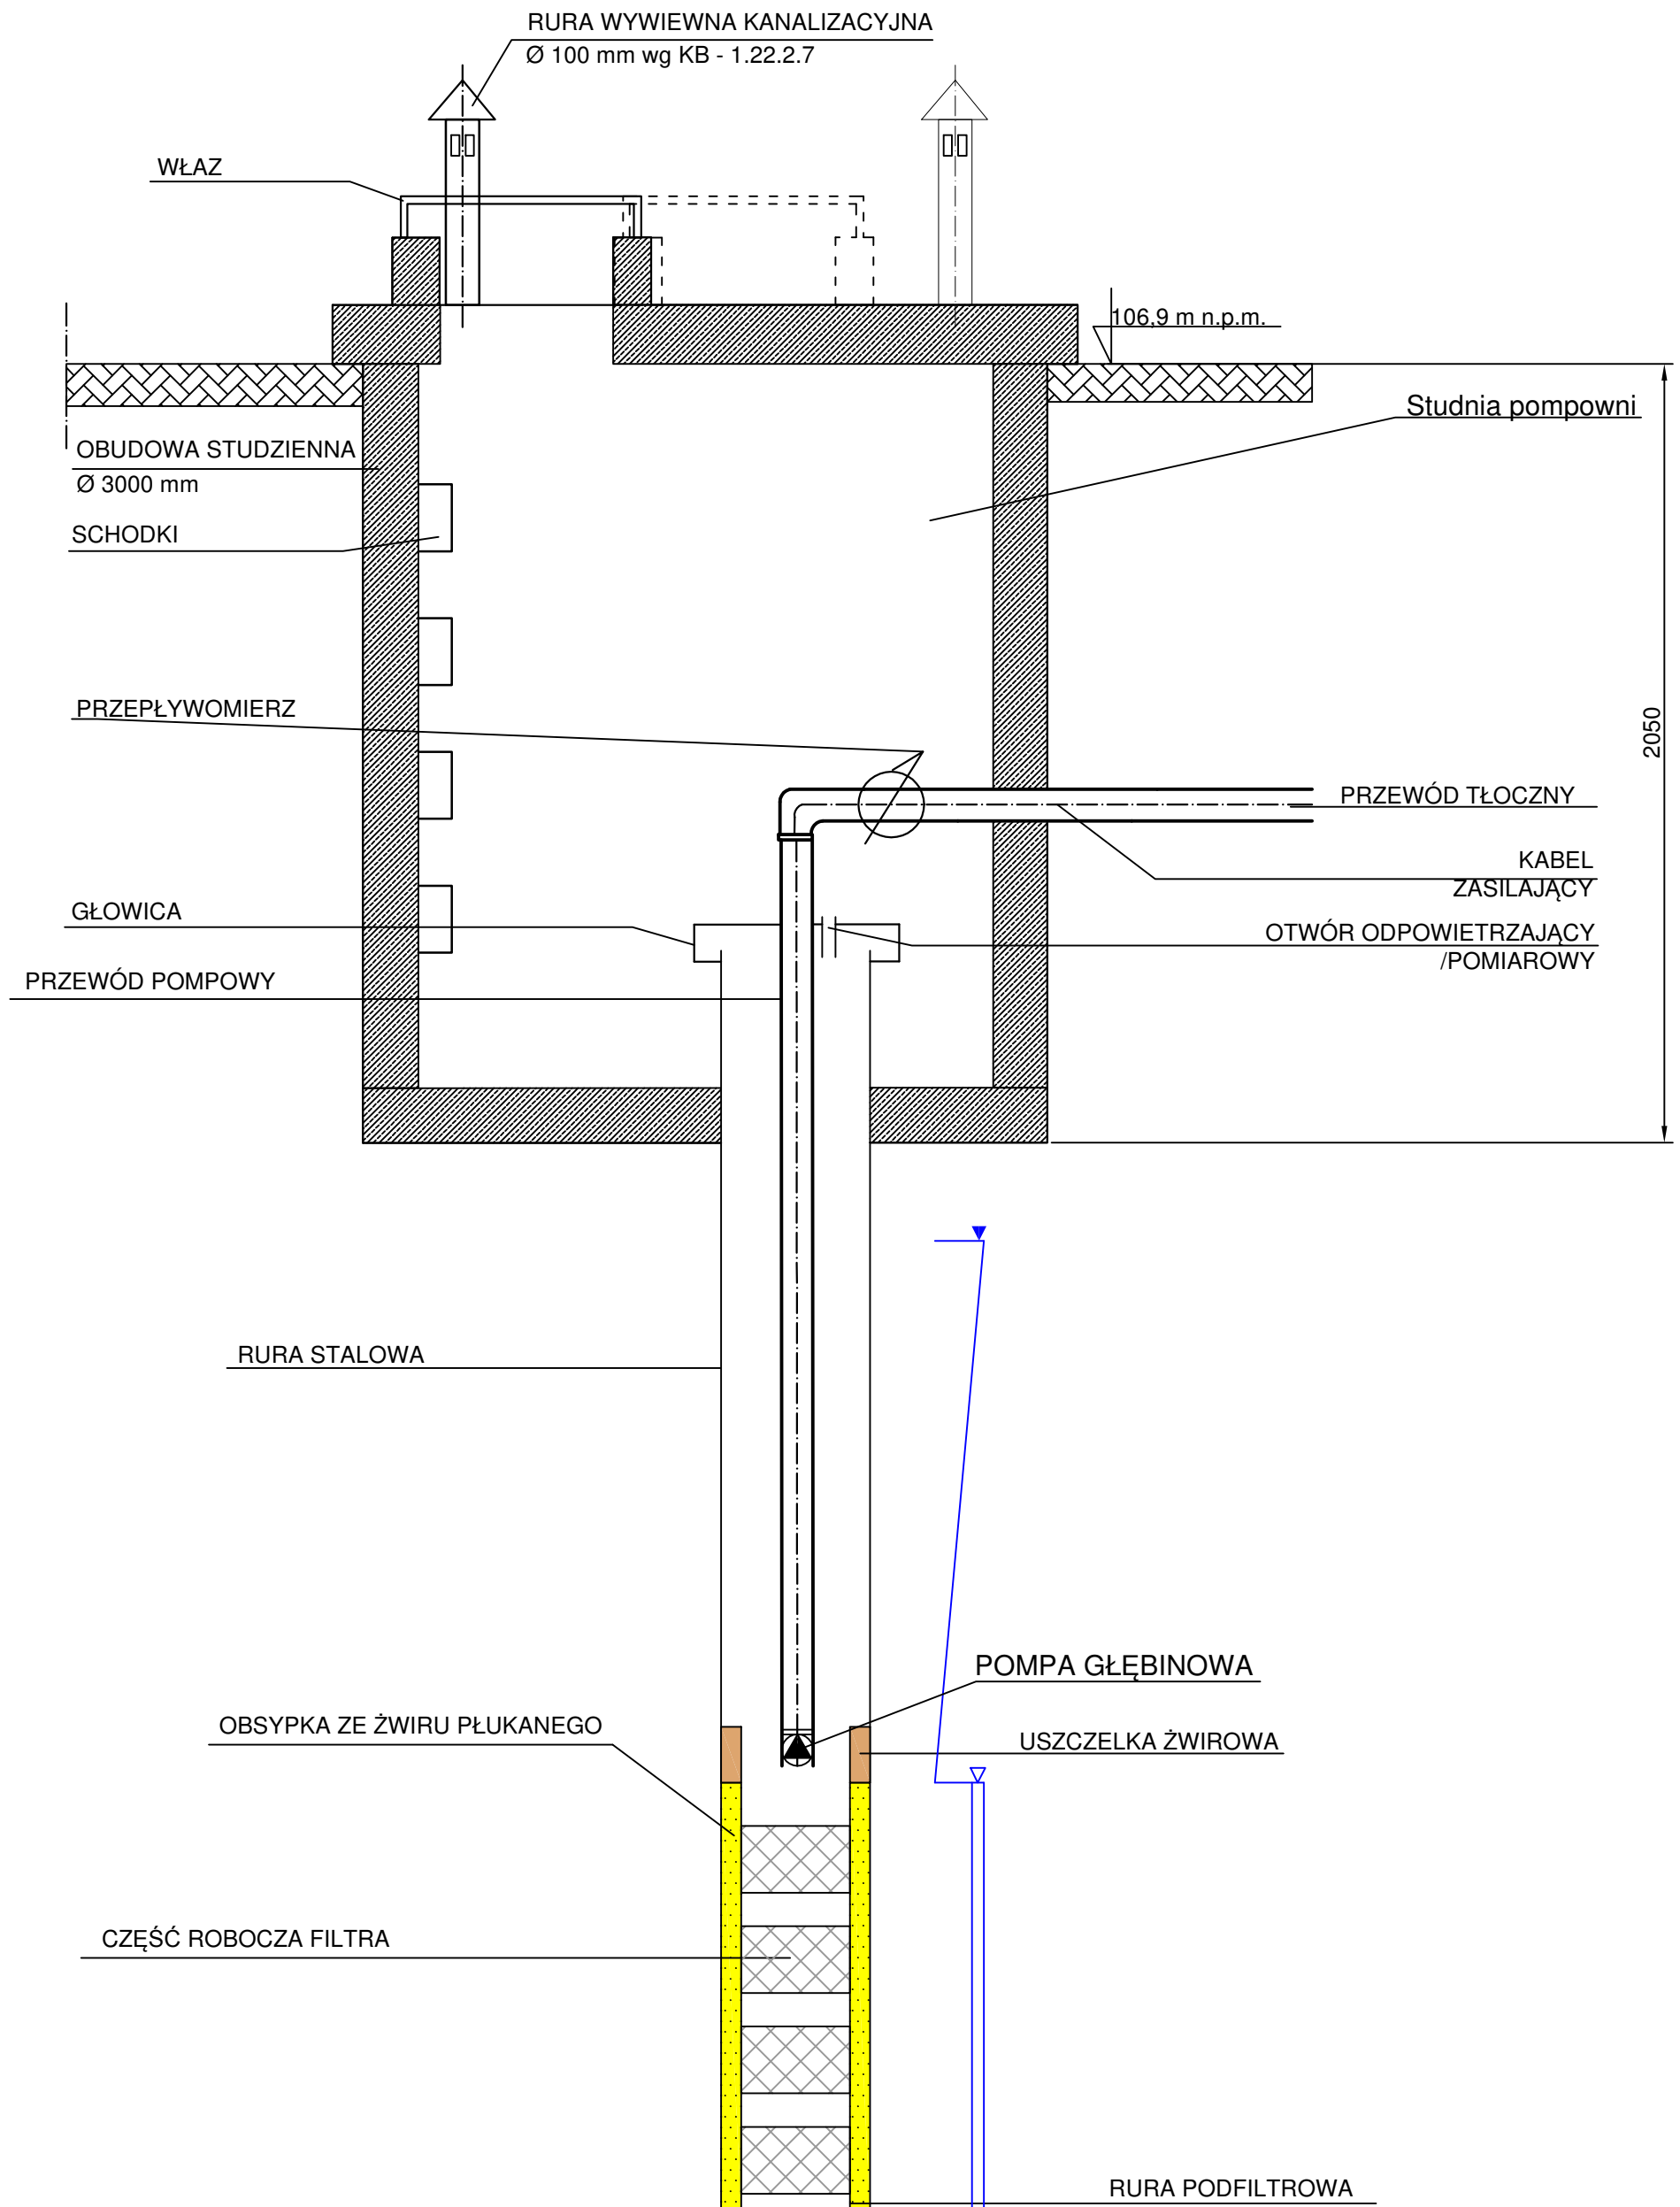 RURA WYWIEWNA KANALIZACYJNA
Ø 100 mm wg KB - 1.22.2.7
WŁAZ
106,9 m n.p.m.
Studnia pompowni
OBUDOWA STUDZIENNA
Ø 3000 mm
SCHODKI
PRZEPŁYWOMIERZ
2050
PRZEWÓD TŁOCZNY
KABEL
ZASILAJĄCY
GŁOWICA
OTWÓR ODPOWIETRZAJĄCY
/POMIAROWY
PRZEWÓD POMPOWY
RURA STALOWA
POMPA GŁĘBINOWA
OBSYPKA ZE ŻWIRU PŁUKANEGO
USZCZELKA ŻWIROWA
CZĘŚĆ ROBOCZA FILTRA
RURA PODFILTROWA